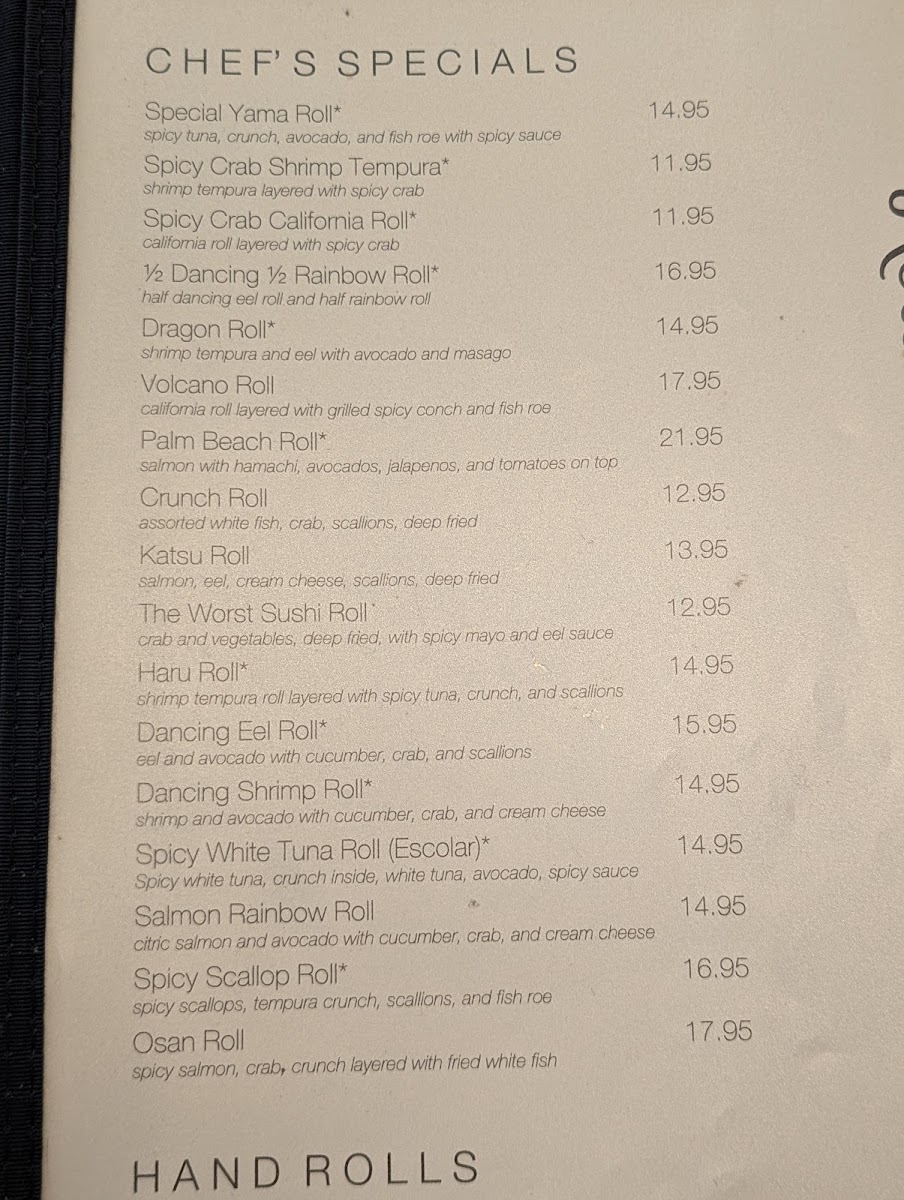 CHEF'S SPECIALS
Special Yama Roll* 14.95
spicy tuna, crunch, avocado, and fish roe with spicy sauce
Spicy Crab Shrimp Tempura* 11.95
shrimp tempura layered with spicy crab
Spicy Crab California Roll* 11.95
california roll layered with spicy crab
½ Dancing ½ Rainbow Roll* 16.95
half dancing eel roll and half rainbow roll
Dragon Roll* 14.95
shrimp tempura and eel with avocado and masago
Volcano Roll 17.95
california roll layered with grilled spicy conch and fish roe
Palm Beach Roll* 21.95
salmon with hamachi, avocados, jalapenos, and tomatoes on top
Crunch Roll 12.95
assorted white fish, crab, scallions, deep fried
Katsu Roll 13.95
salmon, eel, cream cheese, scallions, deep fried
The Worst Sushi Roll 12.95
crab and vegetables, deep fried, with spicy mayo and eel sauce
Haru Roll* 14.95
shrimp tempura roll layered with spicy tuna, crunch, and scallions
Dancing Eel Roll* 15.95
eel and avocado with cucumber, crab, and scallions
Dancing Shrimp Roll* 14.95
shrimp and avocado with cucumber, crab, and cream cheese
Spicy White Tuna Roll (Escolar)* 14.95
Spicy white tuna, crunch inside, white tuna, avocado, spicy sauce
Salmon Rainbow Roll 14.95
citric salmon and avocado with cucumber, crab, and cream cheese
Spicy Scallop Roll* 16.95
spicy scallops, tempura crunch, scallions, and fish roe
Osan Roll 17.95
spicy salmon, crab, crunch layered with fried white fish
HAND ROLLS